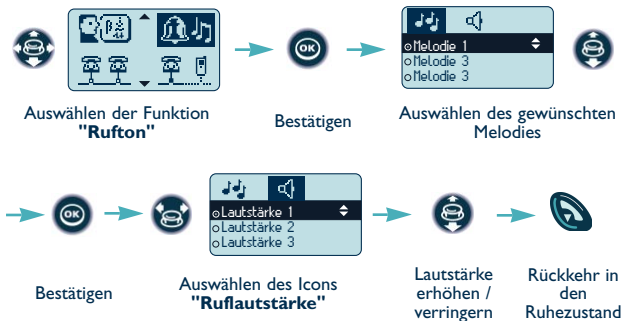 OK
Melodie 1
Melodie 3
Melodie 3
Auswählen der Funktion
"Rufton"
Bestätigen
Auswählen des gewünschten
Melodies
OK
Lautstärke 1
Lautstärke 2
Lautstärke 3
Bestätigen
Auswählen des Icons
"Ruflautstärke"
Lautstärke
erhöhen /
verringern
Rückkehr in
den
Ruhezustand